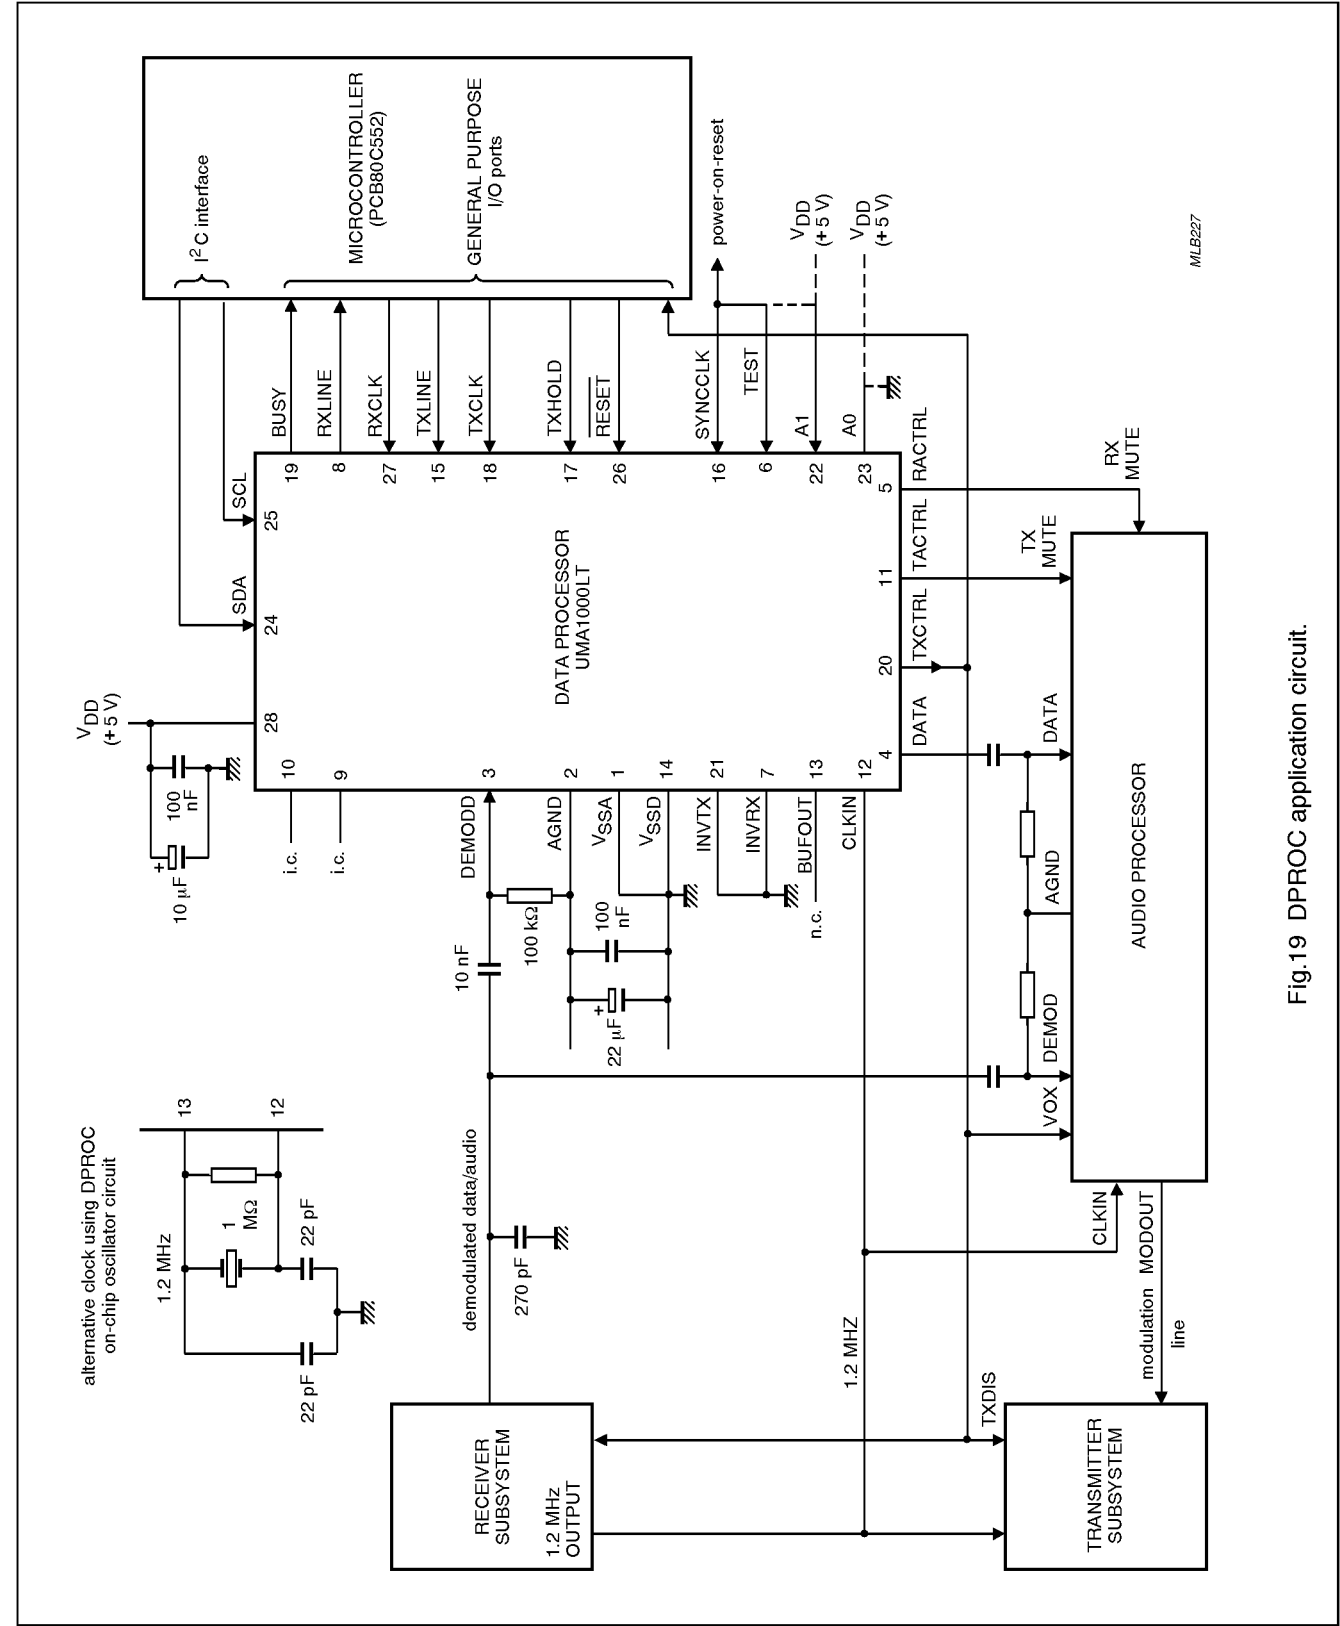 alternative clock using DPROC
on-chip oscillator circuit
1.2 MHz
1
MΩ
22 pF
22 pF
13
12
VDD
(+ 5 V)
100
nF
10 µF
+
I2C interface
MICROCONTROLLER
(PCB80C552)
GENERAL PURPOSE
I/O ports
SDA
SCL
BUSY
RXLINE
RXCLK
TXLINE
TXCLK
TXHOLD
RESET
SYNCCLK
TEST
A1
A0
power-on-reset
VDD
(+ 5 V)
VDD
(+ 5 V)
28
24
25
19
8
27
15
18
17
26
16
6
22
23
10
9
3
2
1
14
21
7
13
12
4
20
11
5
DATA PROCESSOR
UMA1000LT
i.c.
i.c.
DEMODD
AGND
VSSA
VSSD
INVTX
INVRX
BUFOUT
CLKIN
n.c.
10 nF
100 kΩ
100
nF
22 µF
+
demodulated data/audio
270 pF
DATA
TXCTRL
TACTRL
RACTRL
RX
MUTE
TX
MUTE
DATA
AGND
DEMOD
VOX
AUDIO PROCESSOR
CLKIN
MODOUT
modulation
line
1.2 MHZ
TXDIS
RECEIVER
SUBSYSTEM
1.2 MHz
OUTPUT
TRANSMITTER
SUBSYSTEM
MLB227
Fig.19 DPROC application circuit.